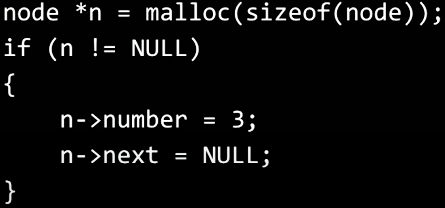 node *n = malloc(sizeof(node));
if (n != NULL)
{
    n->number = 3;
    n->next = NULL;
}